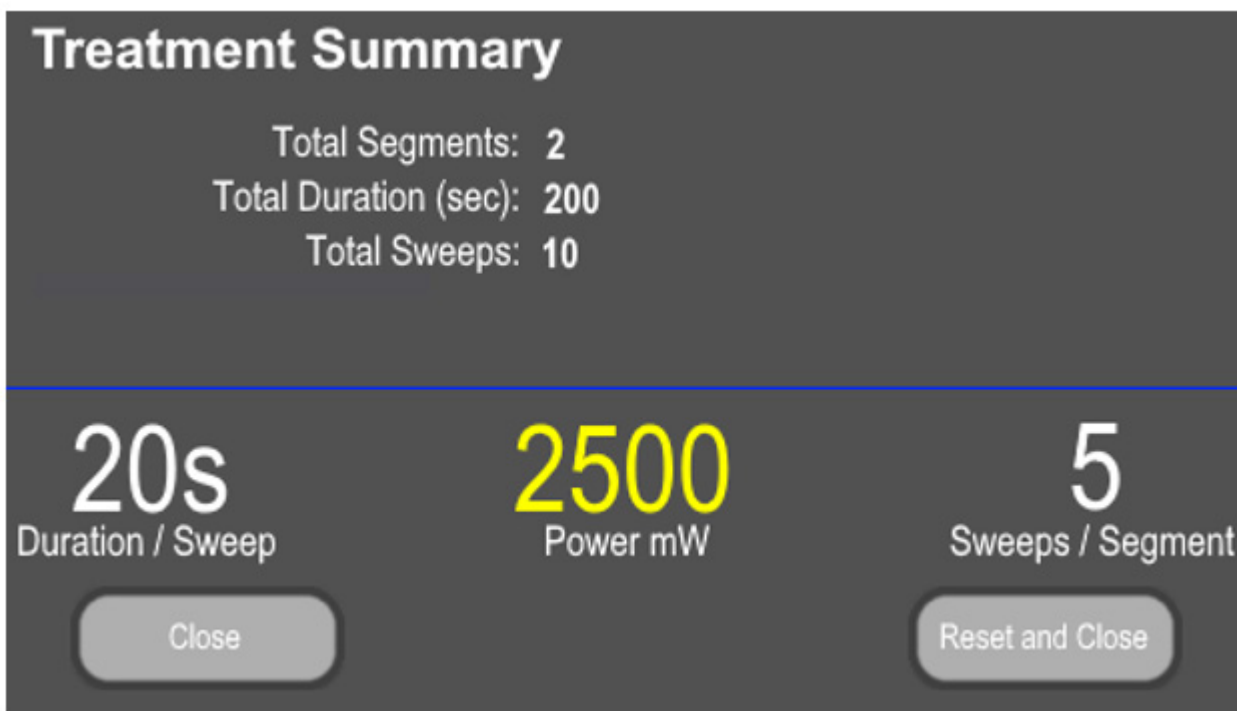 Treatment Summary
Total Segments: 2
Total Duration (sec): 200
Total Sweeps: 10
20s 2500 5
Duration / Sweep Power mW Sweeps / Segment
Close Reset and Close